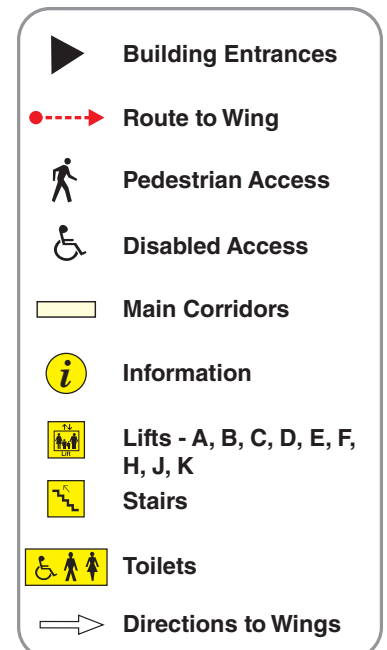 Building Entrances
Route to Wing
Pedestrian Access
Disabled Access
Main Corridors
i
Information
Lift
Lifts - A, B, C, D, E, F,
H, J, K
Stairs
Toilets
Directions to Wings